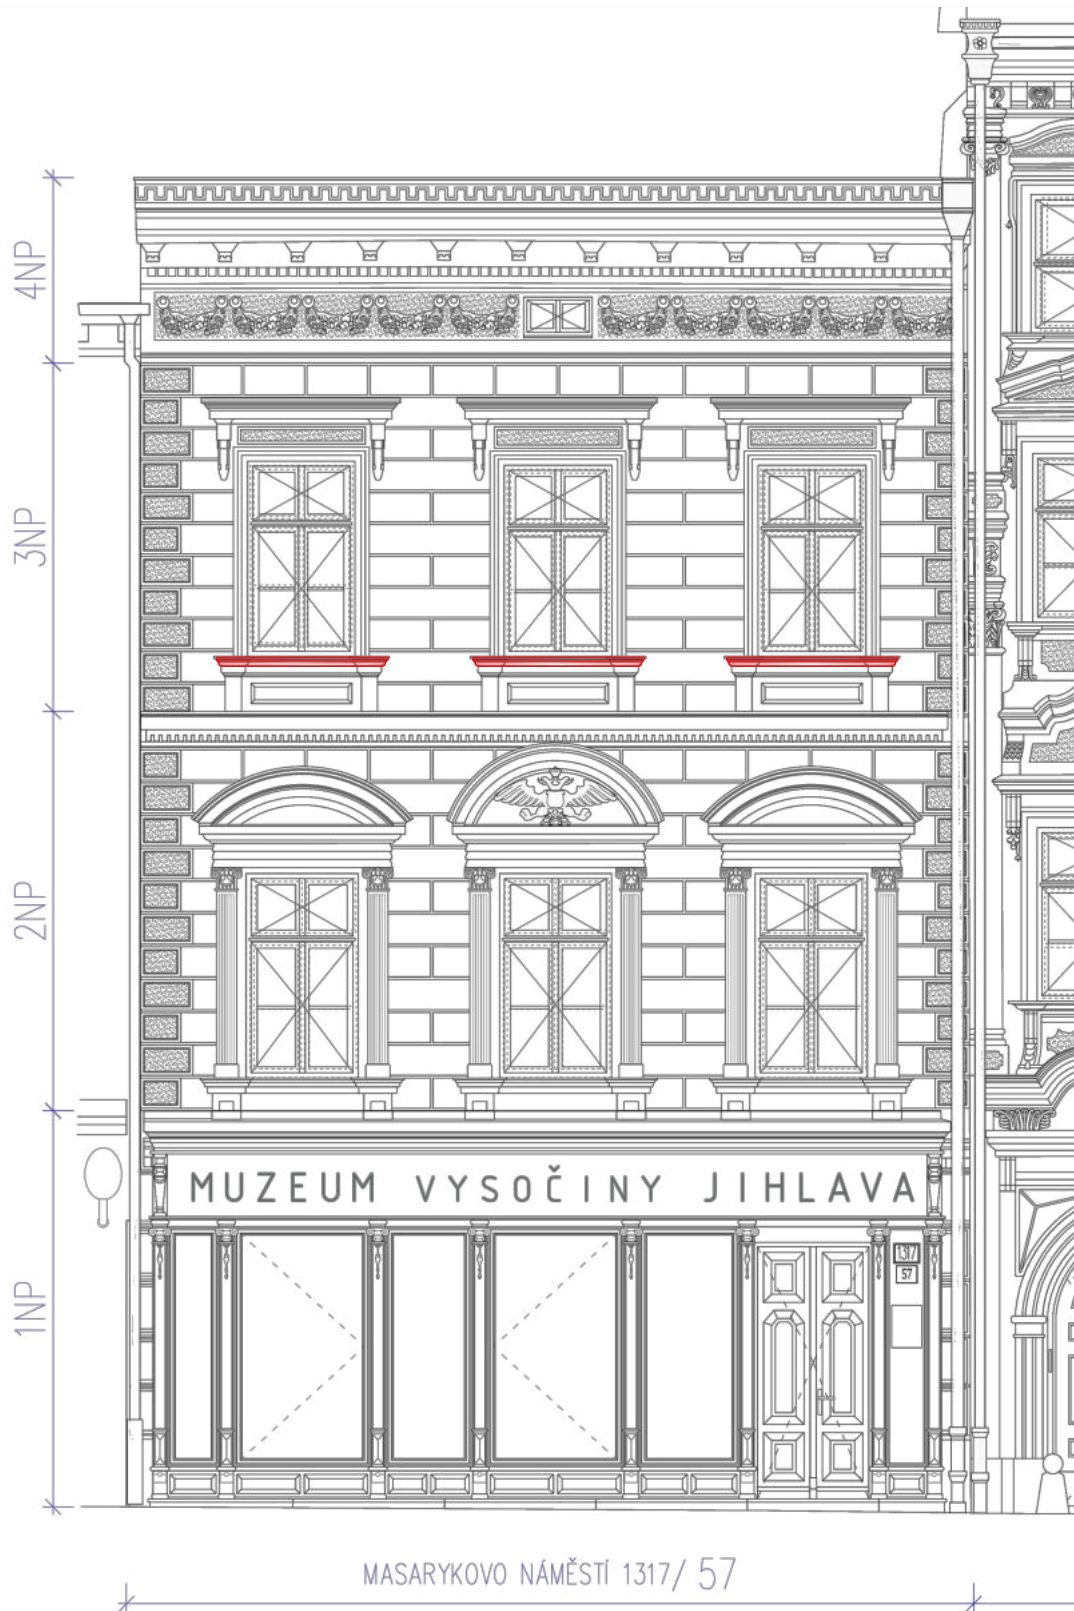 4NP
3NP
2NP
1NP
MUZEUM VYSOČINY JIHLAVA
1317
57
MASARYKOVO NÁMĚSTÍ 1317/ 57